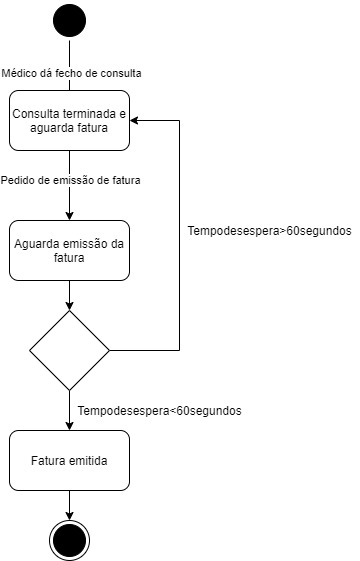 Médico dá fecho de consulta
Consulta terminada e
aguarda fatura
Pedido de emissão de fatura
Aguarda emissão da
fatura
Tempodesespera>60segundos
Tempodesespera<60segundos
Fatura emitida